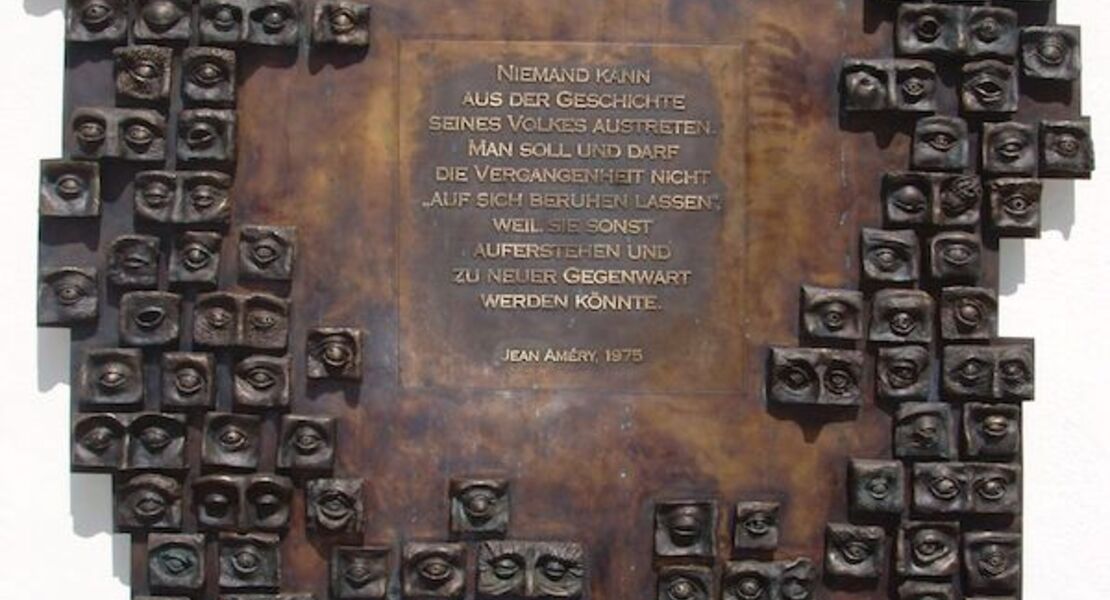 NIEMAND KANN
AUS DER GESCHICHTE
SEINES VOLKES AUSTRETEN.
MAN SOLL UND DARF
DIE VERGANGENHEIT NICHT
„AUF SICH BERUHEN LASSEN“,
WEIL SIE SONST
AUFERSTEHEN UND
ZU NEUER GEGENWART
WERDEN KÖNNTE.
JEAN AMÉRY, 1975